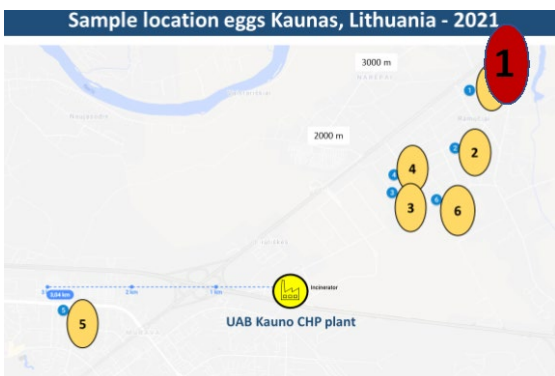 Sample location eggs Kaunas, Lithuania - 2021
3000 m
1
1
2000 m
2
2
4
4
3
3
6
6
Incinerator
3,04 km
2 km
1 km
UAB Kauno CHP plant
5
5